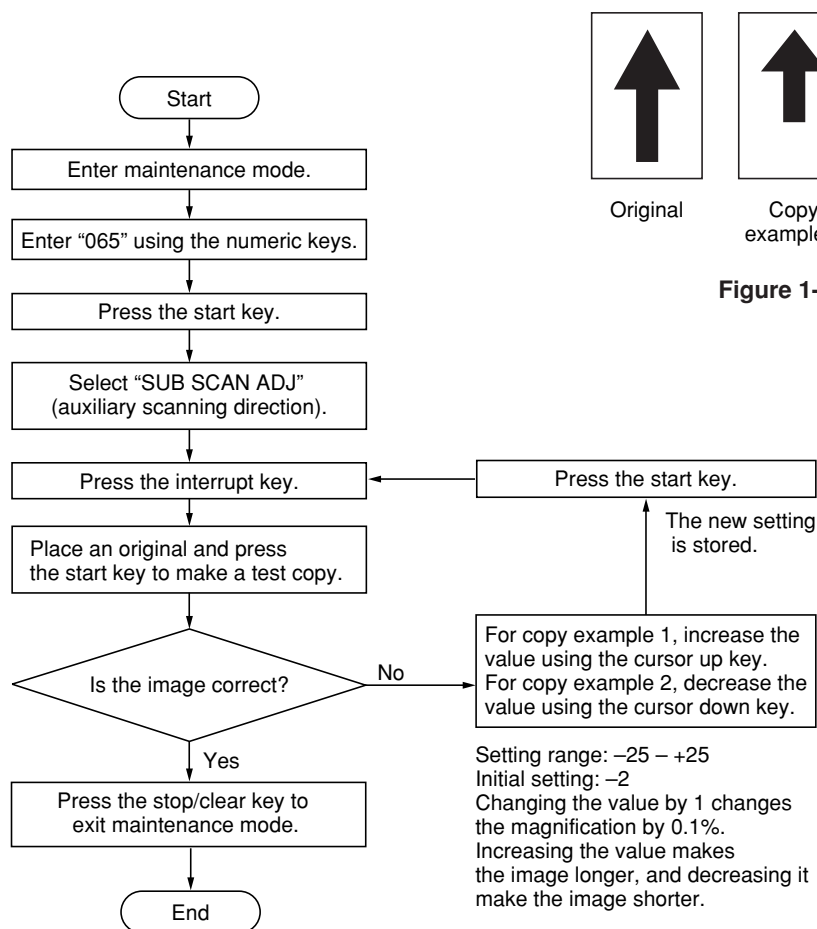 Start
Enter maintenance mode.
Enter “065” using the numeric keys.
Press the start key.
Select “SUB SCAN ADJ”
(auxiliary scanning direction).
Press the interrupt key.
Place an original and press
the start key to make a test copy.
Is the image correct?
No
Yes
Press the stop/clear key to
exit maintenance mode.
End
Press the start key.
The new setting
is stored.
For copy example 1, increase the
value using the cursor up key.
For copy example 2, decrease the
value using the cursor down key.
Setting range: –25 – +25
Initial setting: –2
Changing the value by 1 changes
the magnification by 0.1%.
Increasing the value makes
the image longer, and decreasing it
make the image shorter.
Original
Copy
example
Figure 1-